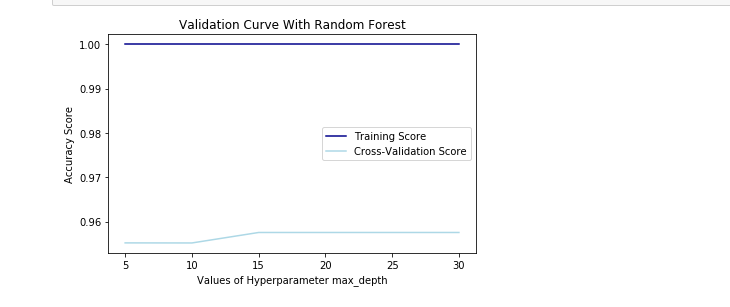 Validation Curve With Random Forest
1.00
0.99
0.98
0.97
0.96
Accuracy Score
Training Score
Cross-Validation Score
5 10 15 20 25 30
Values of Hyperparameter max_depth